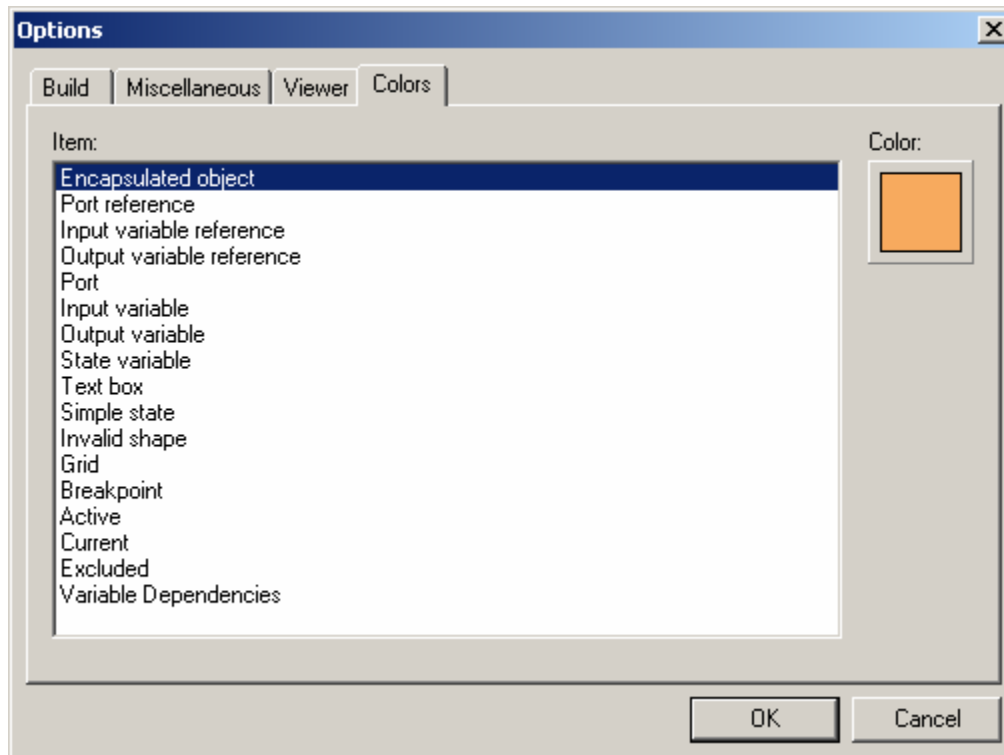 Options
Build Miscellaneous Viewer Colors
Item: Color:
Encapsulated object
Port reference
Input variable reference
Output variable reference
Port
Input variable
Output variable
State variable
Text box
Simple state
Invalid shape
Grid
Breakpoint
Active
Current
Excluded
Variable Dependencies
OK Cancel